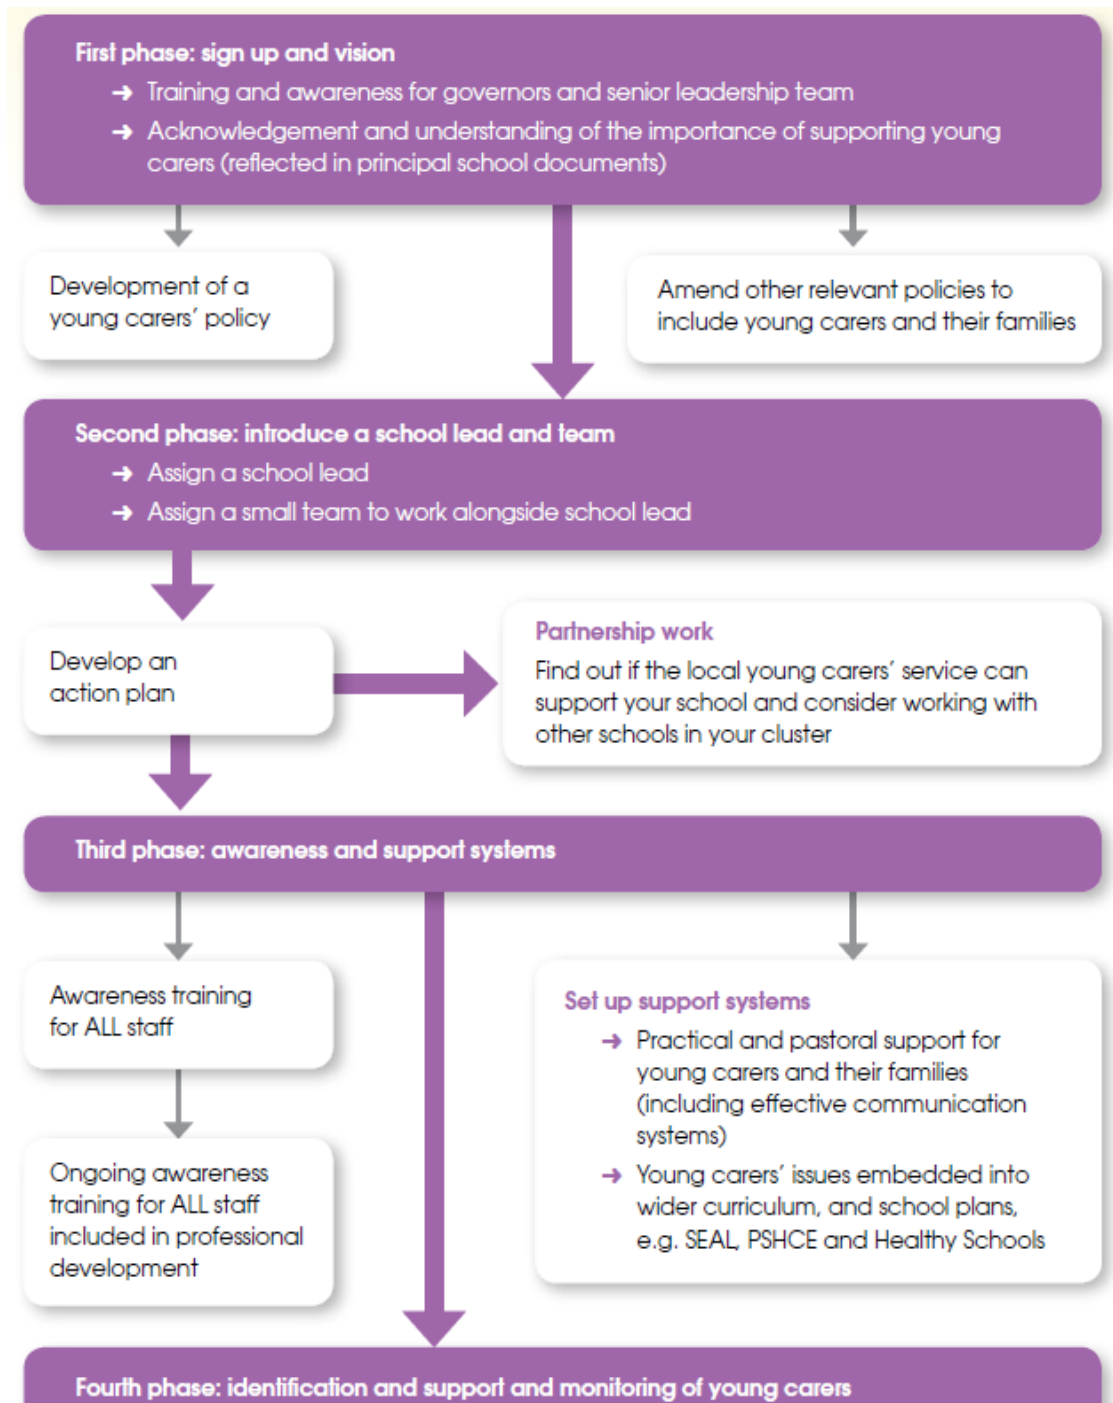 First phase: sign up and vision
➜ Training and awareness for governors and senior leadership team
➜ Acknowledgement and understanding of the importance of supporting young
carers (reflected in principal school documents)
Development of a
young carers’ policy
Amend other relevant policies to
include young carers and their families
Second phase: introduce a school lead and team
➜ Assign a school lead
➜ Assign a small team to work alongside school lead
Develop an
action plan
Partnership work
Find out if the local young carers’ service can
support your school and consider working with
other schools in your cluster
Third phase: awareness and support systems
Awareness training
for ALL staff
Ongoing awareness
training for ALL staff
included in professional
development
Set up support systems
➜ Practical and pastoral support for
young carers and their families
(including effective communication
systems)
➜ Young carers’ issues embedded into
wider curriculum, and school plans,
e.g. SEAL, PSHCE and Healthy Schools
Fourth phase: identification and support and monitoring of young carers